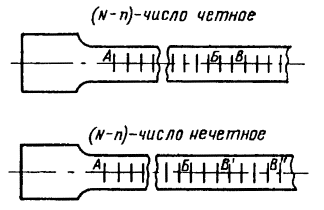 (N-n)-число четное
А Б В
(N-n)-число нечетное
А Б В' В"